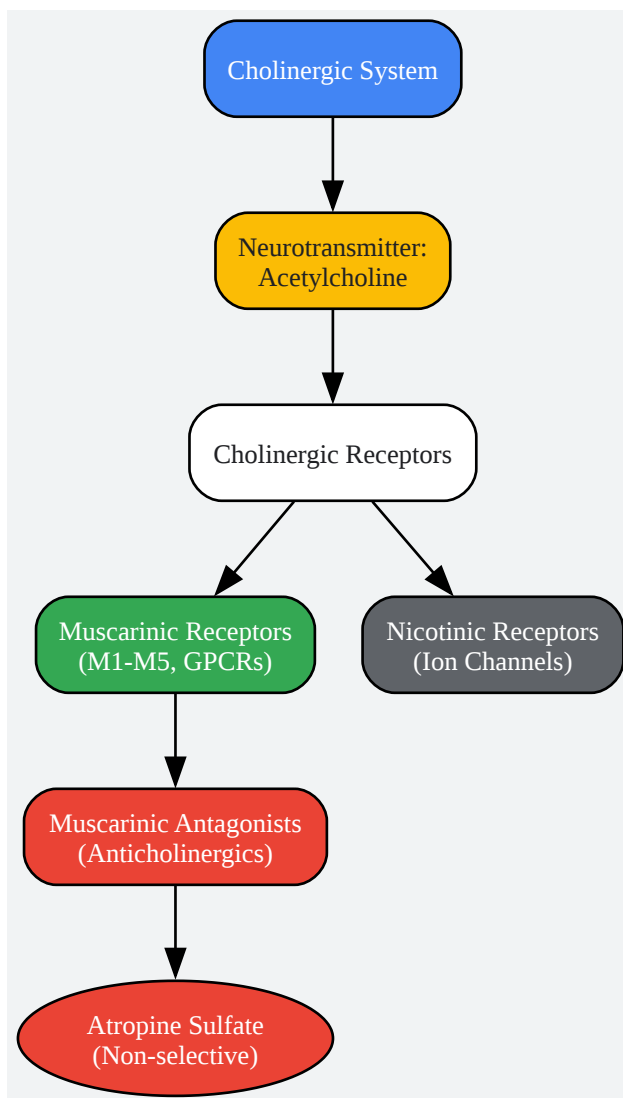 Cholinergic System
Neurotransmitter:
Acetylcholine
Cholinergic Receptors
Muscarinic Receptors
(M1-M5, GPCRs)
Nicotinic Receptors
(Ion Channels)
Muscarinic Antagonists
(Anticholinergics)
Atropine Sulfate
(Non-selective)